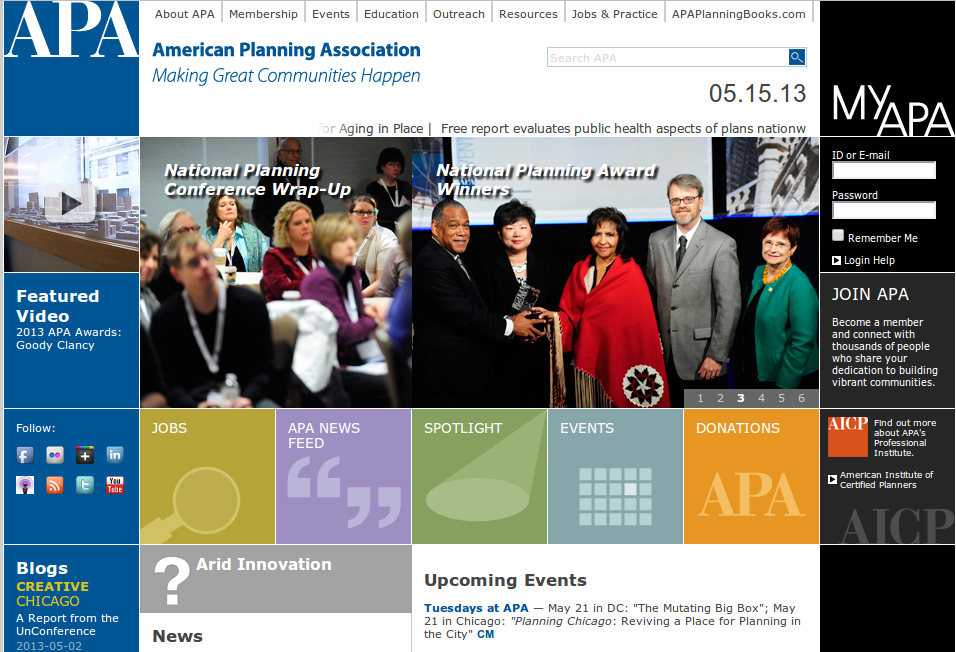 APA
About APA
Membership
Events
Education
Outreach
Resources
Jobs & Practice
APAPlanningBooks.com
American Planning Association
Making Great Communities Happen
Search APA
05.15.13
for Aging in Place | Free report evaluates public health aspects of plans nationw
MY APA
ID or E-mail
Password
Remember Me
Login Help
National Planning
Conference Wrap-Up
National Planning Award
Winners
1 2 3 4 5 6
Featured
Video
2013 APA Awards:
Goody Clancy
JOIN APA
Become a member
and connect with
thousands of people
who share your
dedication to building
vibrant communities.
Follow:
You
Tube
JOBS
APA NEWS
FEED
SPOTLIGHT
EVENTS
DONATIONS
APA
AICP
Find out more
about APA's
Professional
Institute.
American Institute of
Certified Planners
AICP
Blogs
CREATIVE
CHICAGO
A Report from the
UnConference
2013-05-02
? Arid Innovation
News
Upcoming Events
Tuesdays at APA — May 21 in DC: "The Mutating Big Box"; May
21 in Chicago: "Planning Chicago: Reviving a Place for Planning in
the City" CM